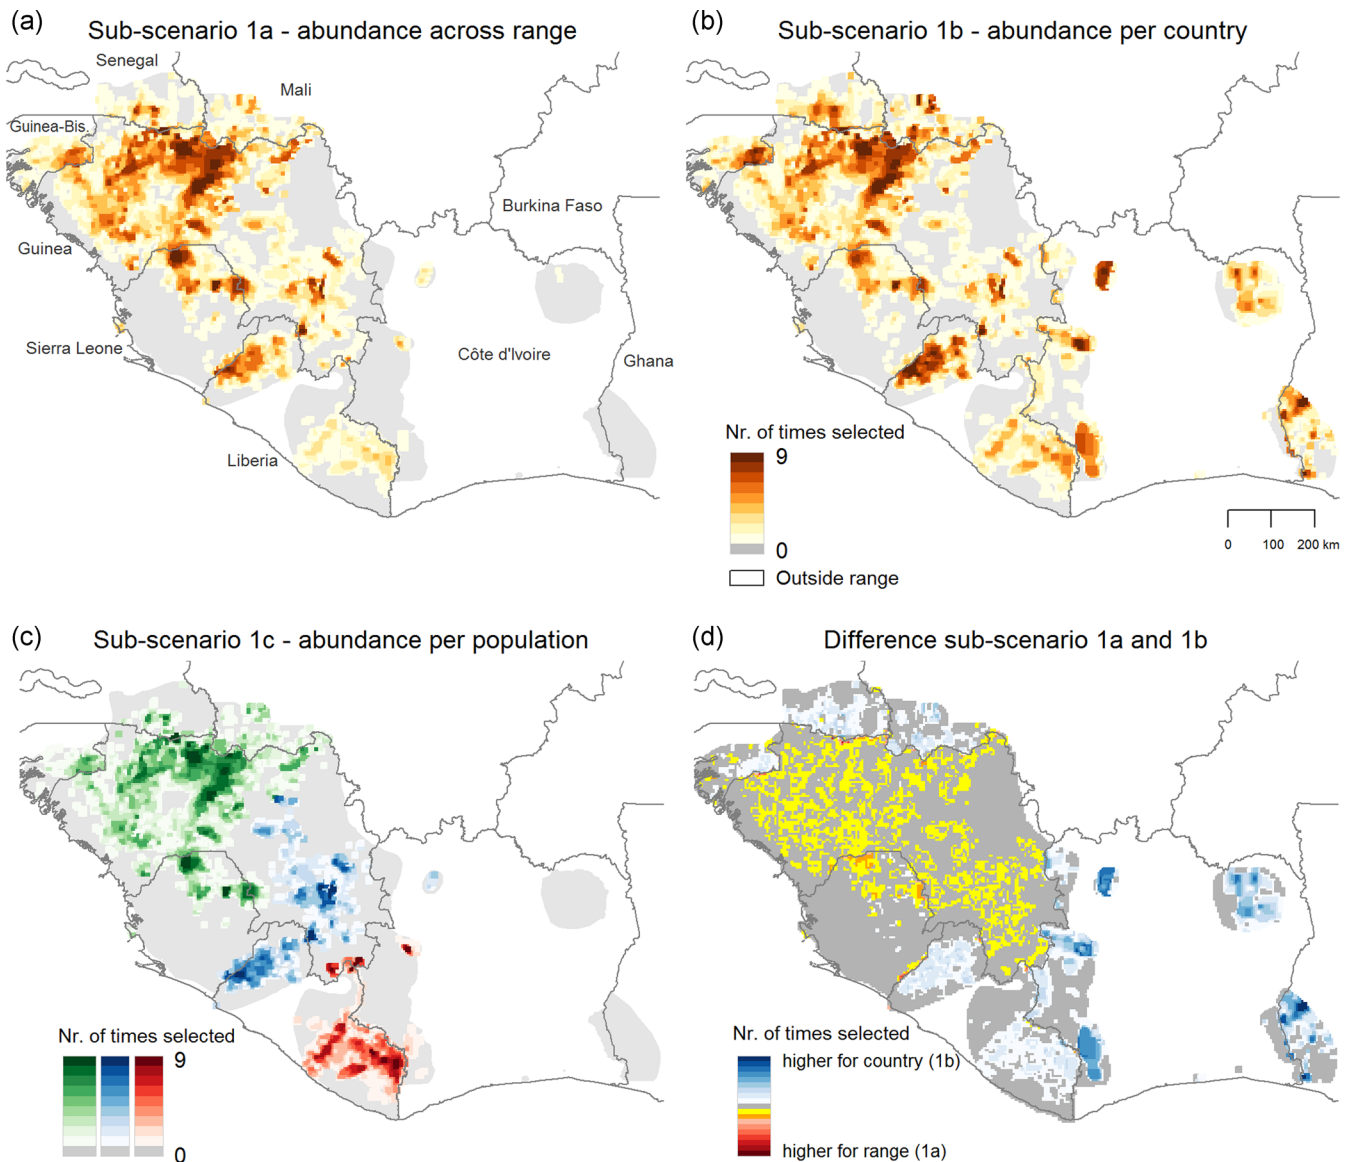 (a)
Sub-scenario 1a - abundance across range
Senegal
Mali
Guinea-Bis.
Burkina Faso
Guinea
Sierra Leone
Côte d'Ivoire
Ghana
Liberia
(b)
Sub-scenario 1b - abundance per country
Nr. of times selected
9
0
Outside range
0 100 200 km
(c)
Sub-scenario 1c - abundance per population
Nr. of times selected
9
0
(d)
Difference sub-scenario 1a and 1b
Nr. of times selected
higher for country (1b)
higher for range (1a)